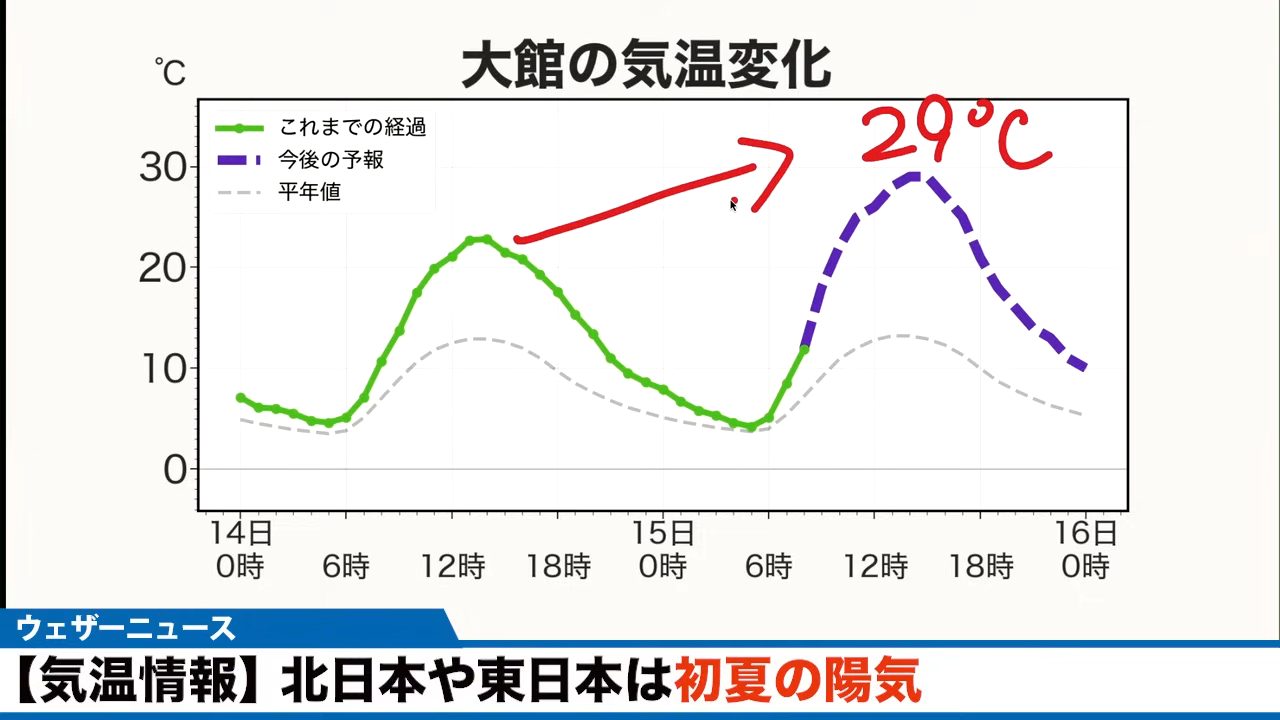 大館の気温変化
℃
これまでの経過
今後の予報
平年値
29℃
30
20
10
0
14日 15日 16日
0時 6時 12時 18時 0時 6時 12時 18時 0時
ウェザーニュース
【気温情報】北日本や東日本は初夏の陽気